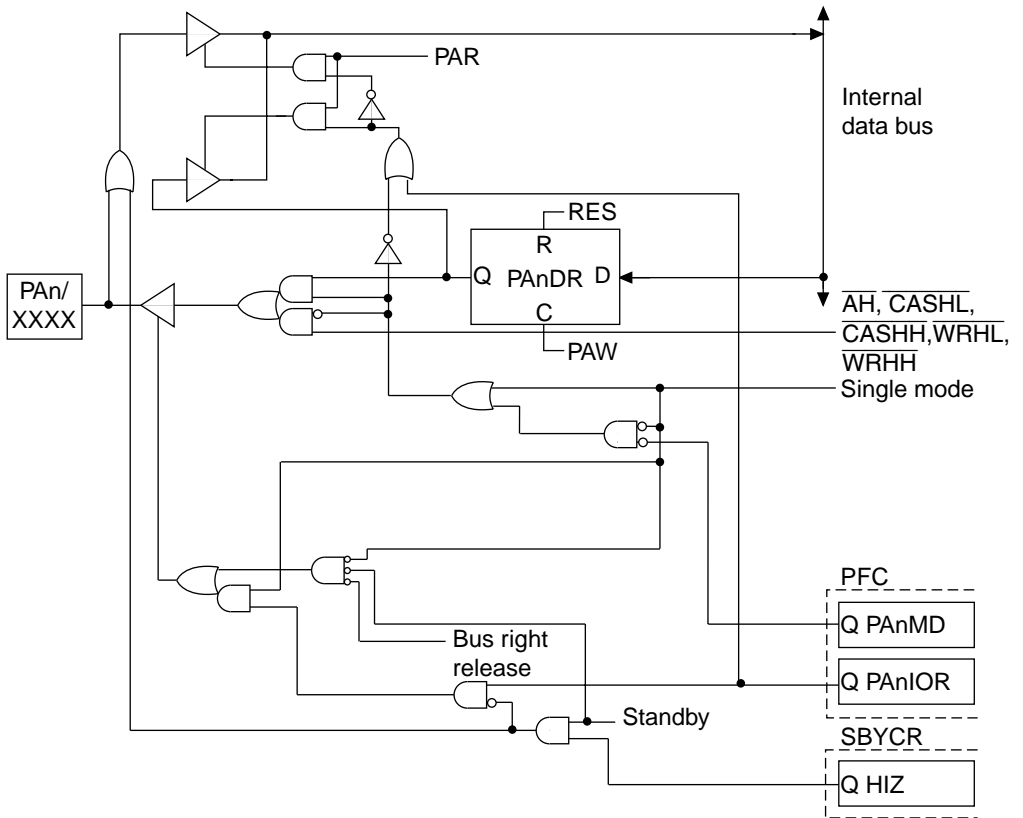 PAR
Internal
data bus
RES
R
Q PAnDR D
C
PAW
PAn/
XXXX
AH, CASHL,
CASHH,WRHL,
WRHH
Single mode
PFC
Q PAnMD
Bus right
release
Q PAnIOR
Standby
SBYCR
Q HIZ